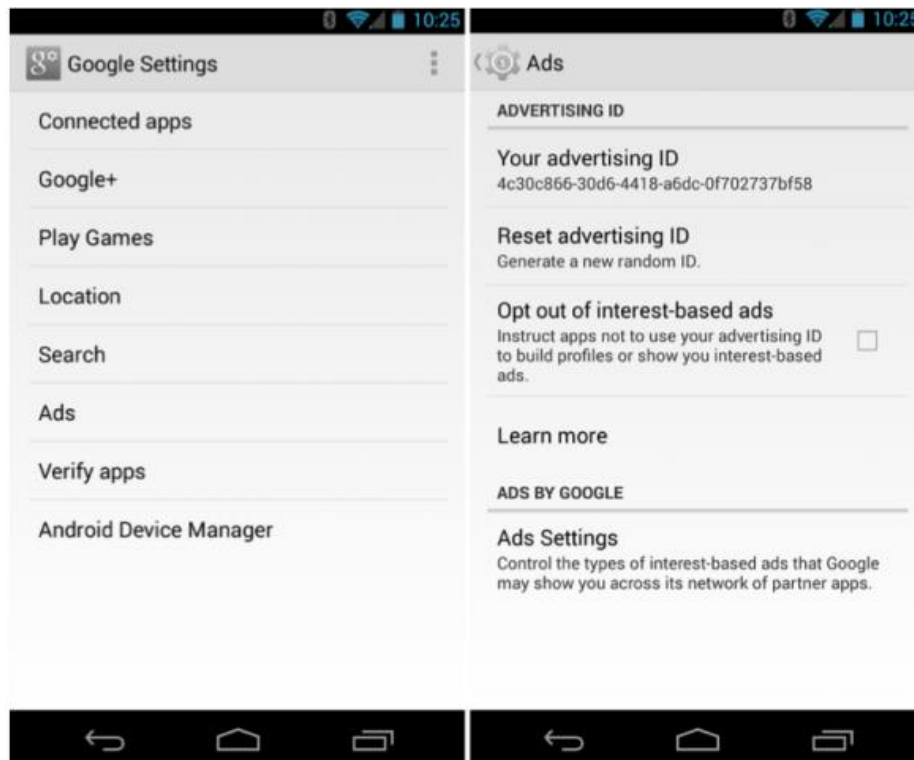 10:25
Google Settings
Connected apps
Google+
Play Games
Location
Search
Ads
Verify apps
Android Device Manager
10:25
Ads
ADVERTISING ID
Your advertising ID
4c30c866-30d6-4418-a6dc-0f702737bf58
Reset advertising ID
Generate a new random ID.
Opt out of interest-based ads
Instruct apps not to use your advertising ID
to build profiles or show you interest-based
ads.
Learn more
ADS BY GOOGLE
Ads Settings
Control the types of interest-based ads that Google
may show you across its network of partner apps.